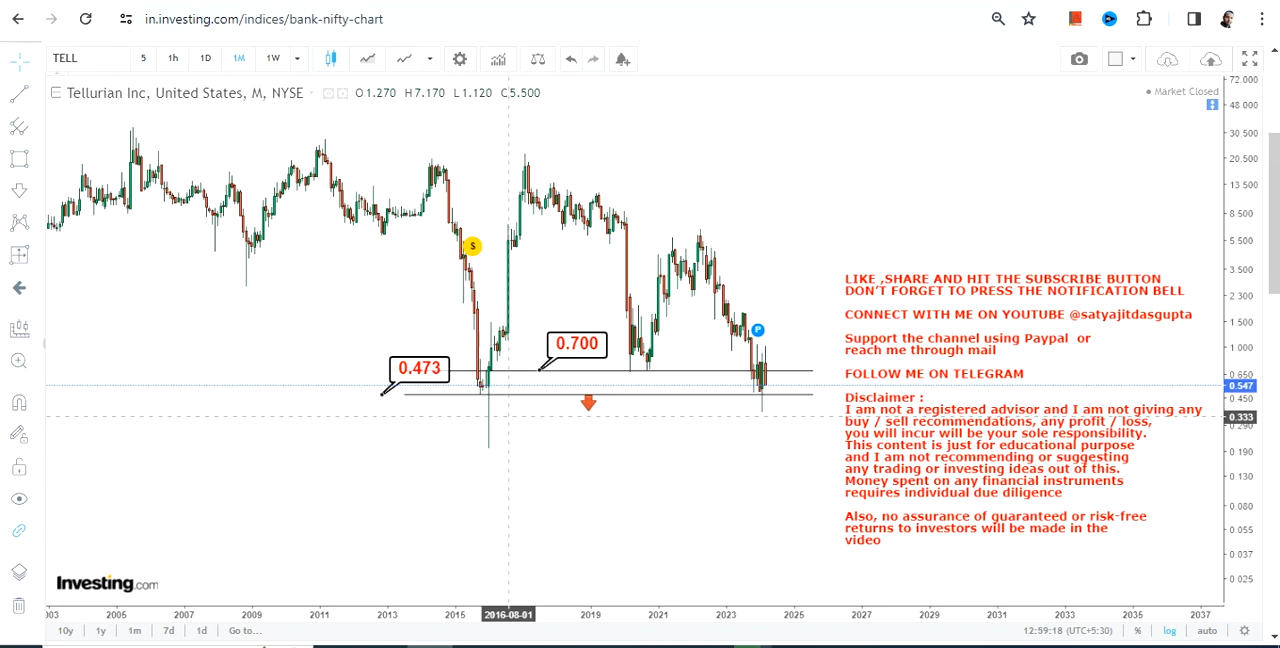 in.investing.com/indices/bank-nifty-chart
TELL
5
1h
1D
1M
1W
Tellurian Inc, United States, M, NYSE
O1.270 H7.170 L1.120 C5.500
Market Closed
72.000
48.000
30.500
20.500
13.500
8.500
5.500
3.500
2.300
1.500
1.000
0.650
0.547
0.450
0.333
0.290
0.190
0.130
0.080
0.055
0.037
0.025
S
P
0.700
0.473
LIKE ,SHARE AND HIT THE SUBSCRIBE BUTTON
DON'T FORGET TO PRESS THE NOTIFICATION BELL
CONNECT WITH ME ON YOUTUBE @satyajitdasgupta
Support the channel using Paypal or
reach me through mail
FOLLOW ME ON TELEGRAM
Disclaimer :
I am not a registered advisor and I am not giving any
buy / sell recommendations, any profit / loss,
you will incur will be your sole responsibility.
This content is just for educational purpose
and I am not recommending or suggesting
any trading or investing ideas out of this.
Money spent on any financial instruments
requires individual due diligence
Also, no assurance of guaranteed or risk-free
returns to investors will be made in the
video
Investing.com
03 2005 2007 2009 2011 2013 2015 2016-08-01 2019 2021 2023 2025 2027 2029 2031 2033 2035 2037
10y 1y 1m 7d 1d Go to...
12:59:18 (UTC+5:30) % log auto